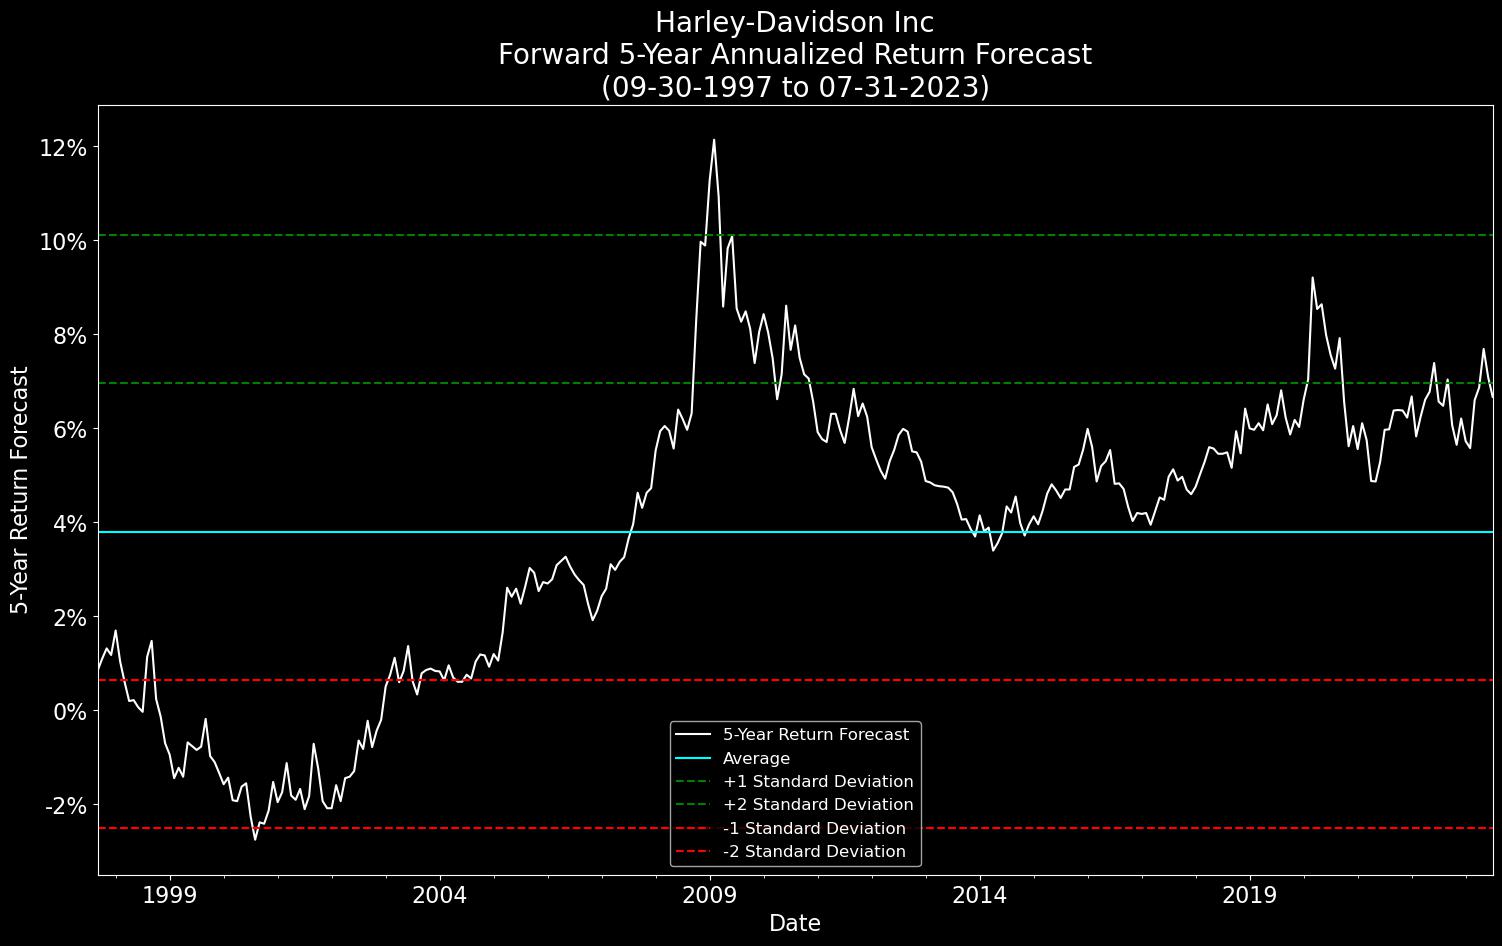 Harley-Davidson Inc
Forward 5-Year Annualized Return Forecast
(09-30-1997 to 07-31-2023)
12%
10%
8%
6%
4%
2%
0%
-2%
5-Year Return Forecast
5-Year Return Forecast
Average
+1 Standard Deviation
+2 Standard Deviation
-1 Standard Deviation
-2 Standard Deviation
1999 2004 2009 2014 2019
Date